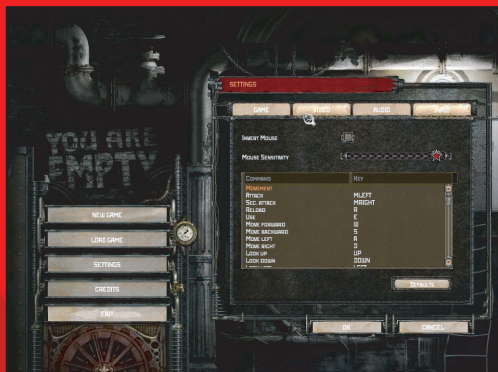 YOU ARE
EMPTY
NEW GAME
LOAD GAME
SETTINGS
CREDITS
EXIT
SETTINGS
GAME
VIDEO
AUDIO
INVERT MOUSE
MOUSE SENSITIVITY
COMMAND KEY
MOVEMENT
ATTACK MLEFT
SEC. ATTACK MRIGHT
RELOAD R
USE E
MOVE FORWARD W
MOVE BACKWARD S
MOVE LEFT A
MOVE RIGHT D
LOOK UP UP
LOOK DOWN DOWN
DEFAULTS
OK
CANCEL